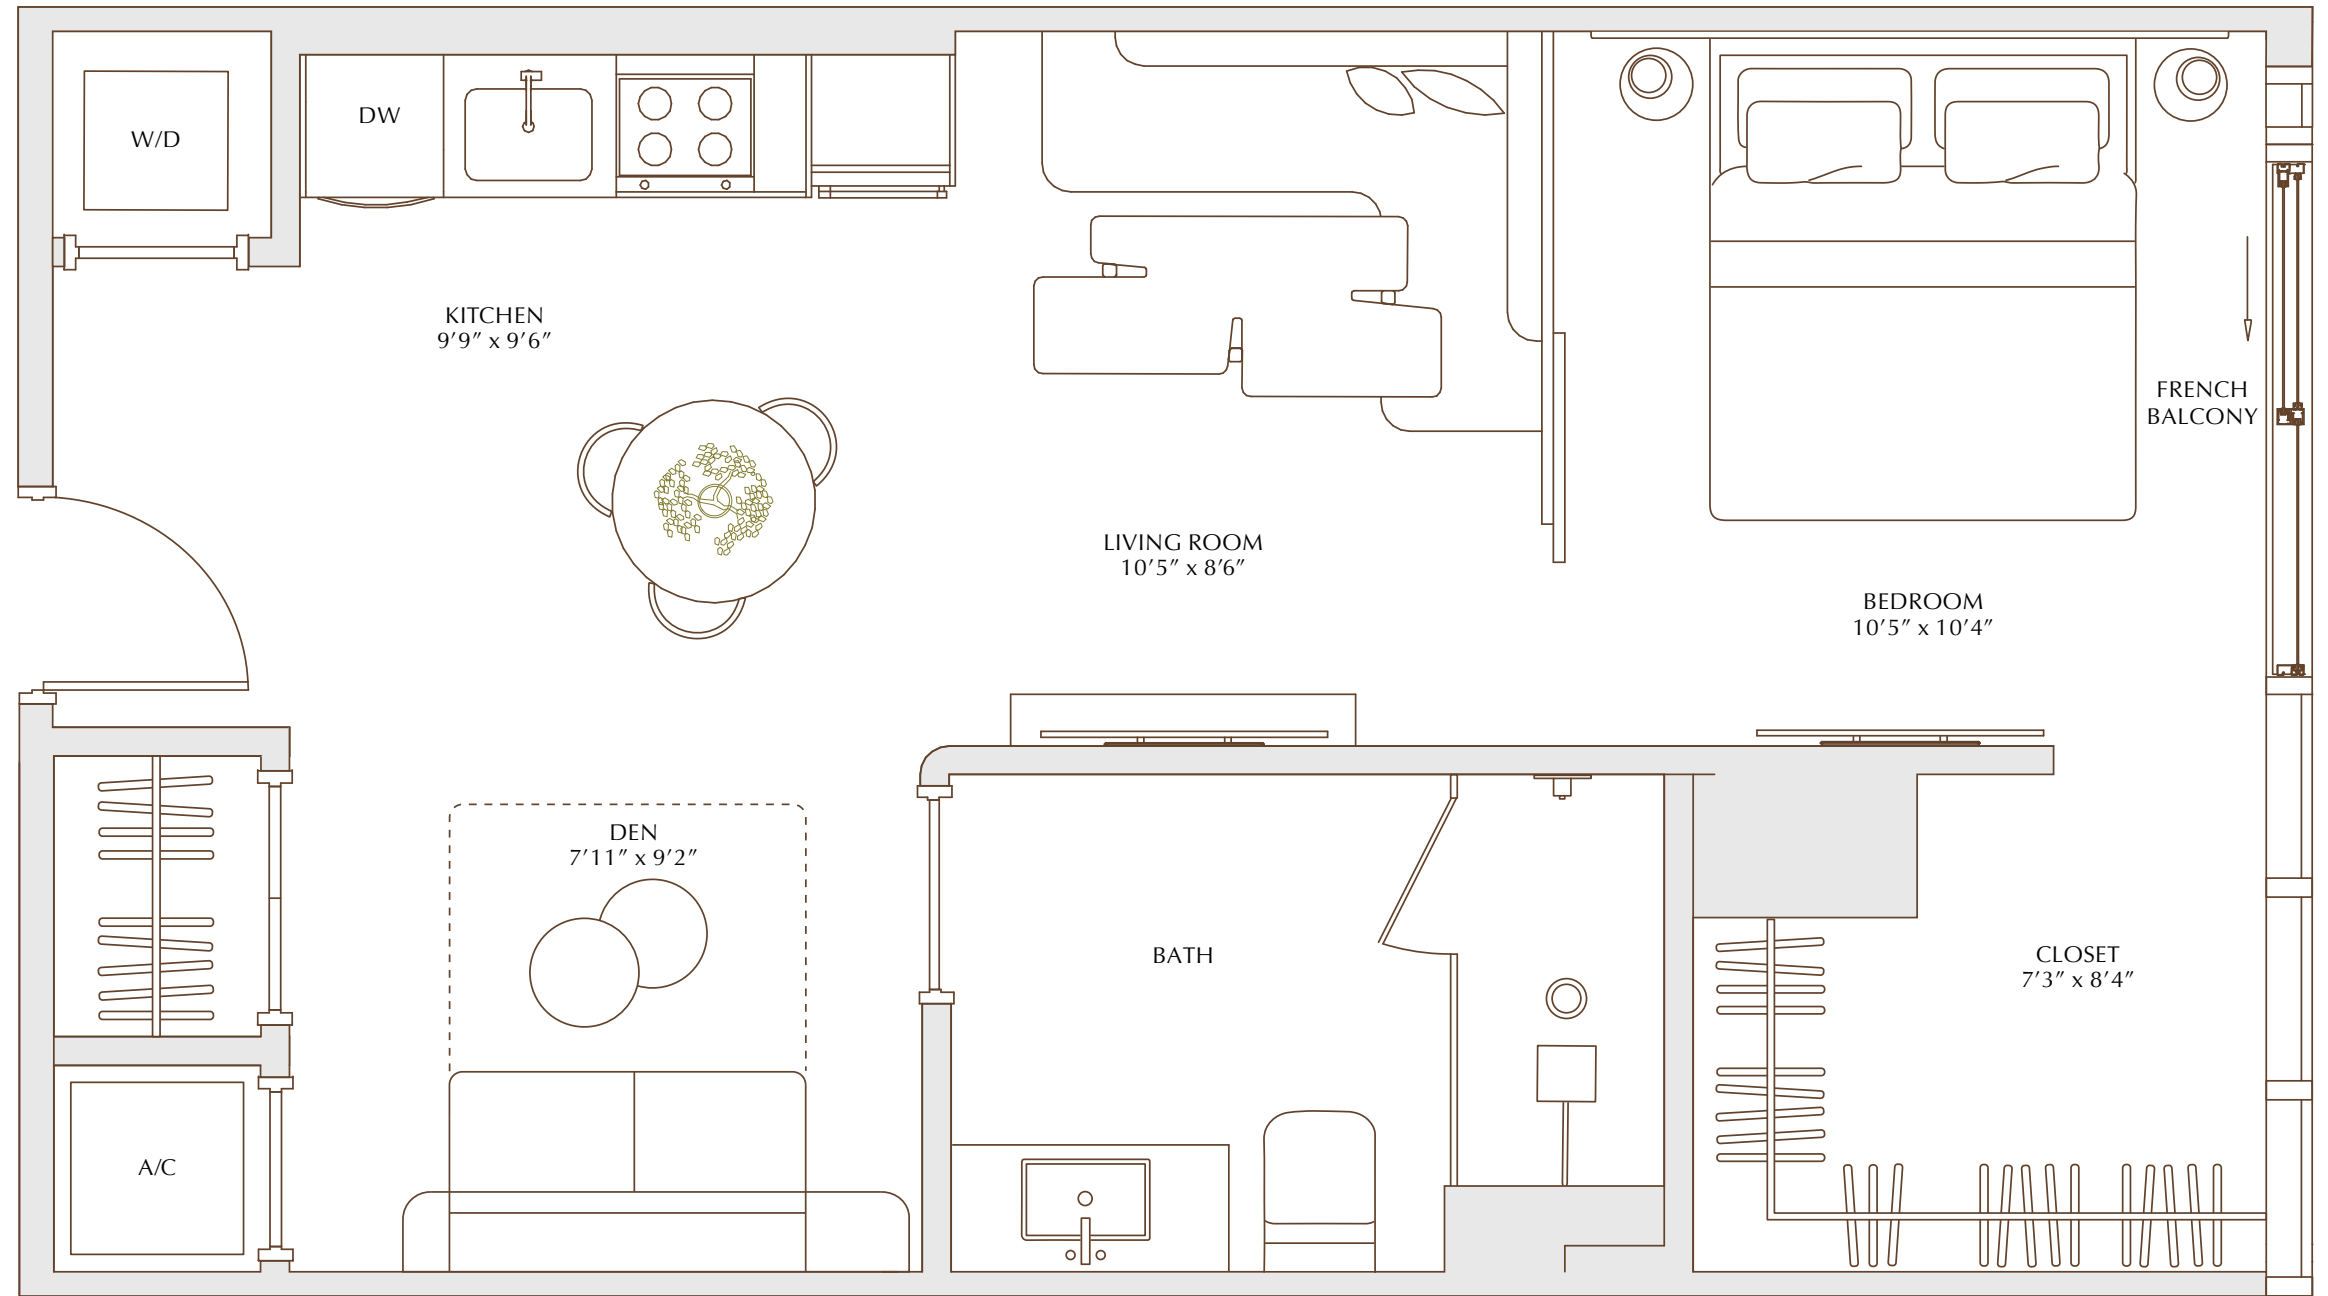 W/D
DW
KITCHEN
9′9″ x 9′6″
FRENCH
BALCONY
LIVING ROOM
10′5″ x 8′6″
BEDROOM
10′5″ x 10′4″
DEN
7′11″ x 9′2″
BATH
CLOSET
7′3″ x 8′4″
A/C